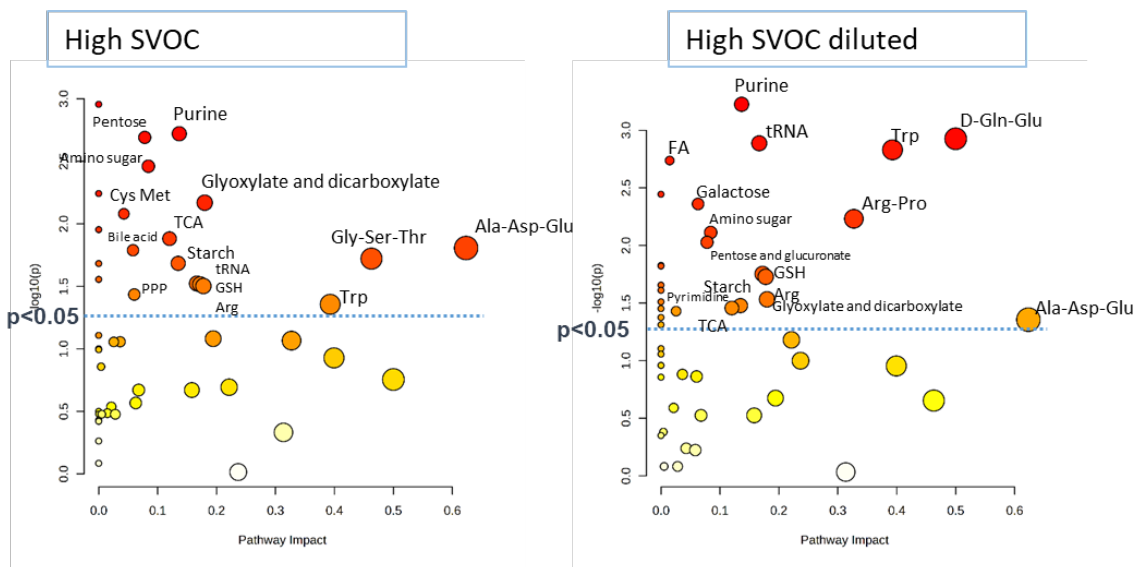 High SVOC
High SVOC diluted
3.0
2.5
2.0
1.5
1.0
0.5
0.0
-log10(p)
Pentose
Purine
Amino sugar
Glyoxylate and dicarboxylate
Cys Met
TCA
Bile acid
Starch
Gly-Ser-Thr
Ala-Asp-Glu
tRNA
GSH
PPP
Arg
Trp
p<0.05
0.0 0.1 0.2 0.3 0.4 0.5 0.6
Pathway Impact
3.0
2.5
2.0
1.5
1.0
0.5
0.0
-log10(p)
Purine
D-Gln-Glu
tRNA
Trp
FA
Galactose
Arg-Pro
Amino sugar
Pentose and glucuronate
GSH
Starch
Arg
Pyrimidine
Glyoxylate and dicarboxylate
Ala-Asp-Glu
TCA
p<0.05
0.0 0.1 0.2 0.3 0.4 0.5 0.6
Pathway Impact